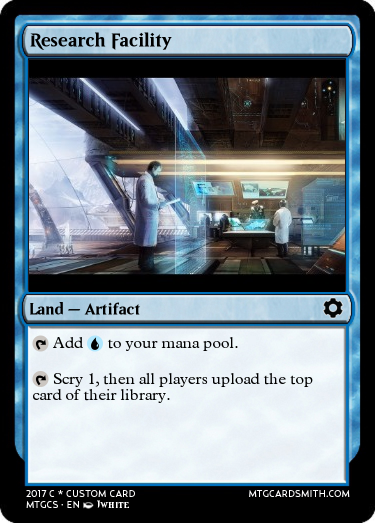 Research Facility
Land — Artifact
Add to your mana pool.
Scry 1, then all players upload the top
card of their library.
2017 C * CUSTOM CARD
MTGCARDSMITH.COM
MTGCS · EN JWHITE